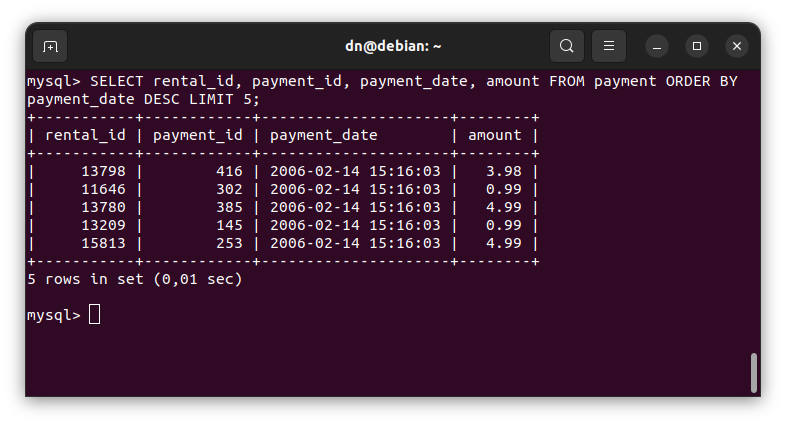 dn@debian: ~
mysql> SELECT rental_id, payment_id, payment_date, amount FROM payment ORDER BY
payment_date DESC LIMIT 5;
+-----------+------------+---------------------+--------+
| rental_id | payment_id | payment_date        | amount |
+-----------+------------+---------------------+--------+
|     13798 |        416 | 2006-02-14 15:16:03 |   3.98 |
|     11646 |        302 | 2006-02-14 15:16:03 |   0.99 |
|     13780 |        385 | 2006-02-14 15:16:03 |   4.99 |
|     13209 |        145 | 2006-02-14 15:16:03 |   0.99 |
|     15813 |        253 | 2006-02-14 15:16:03 |   4.99 |
+-----------+------------+---------------------+--------+
5 rows in set (0,01 sec)
mysql>